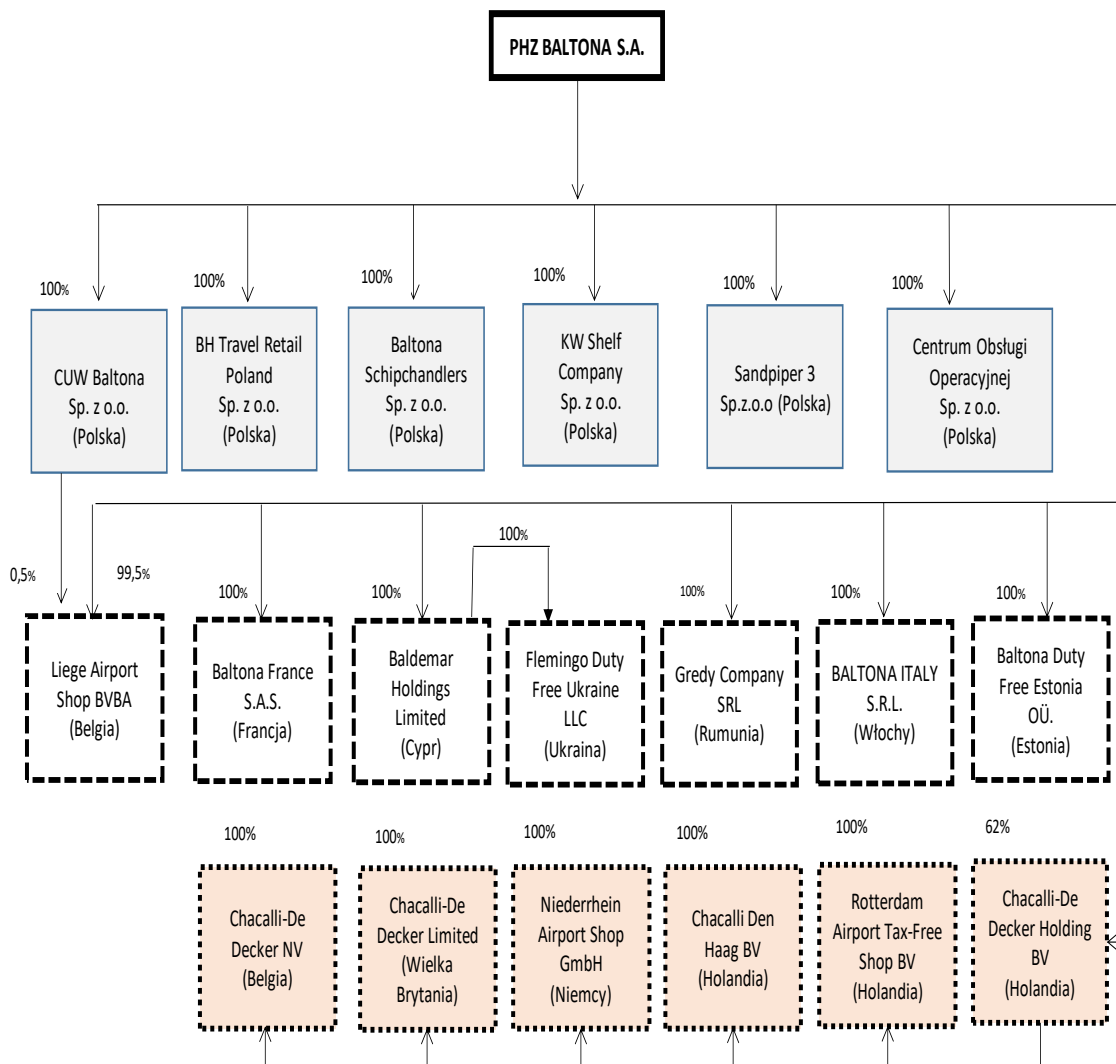 PHZ BALTONA S.A.
100%
100%
100%
100%
100%
100%
CUW Baltona
Sp. z o.o.
(Polska)
BH Travel Retail
Poland
Sp. z o.o.
(Polska)
Baltona
Schipchandlers
Sp. z o.o.
(Polska)
KW Shelf
Company
Sp. z o.o.
(Polska)
Sandpiper 3
Sp.z.o.o (Polska)
Centrum Obsługi
Operacyjnej
Sp. z o.o.
(Polska)
0,5%
99,5%
100%
100%
100%
100%
100%
100%
Liege Airport
Shop BVBA
(Belgia)
Baltona France
S.A.S.
(Francja)
Baldemar
Holdings
Limited
(Cypr)
Flemingo Duty
Free Ukraine
LLC
(Ukraina)
Gredy Company
SRL
(Rumunia)
BALTONA ITALY
S.R.L.
(Włochy)
Baltona Duty
Free Estonia
OÜ.
(Estonia)
100%
100%
100%
100%
100%
62%
Chacalli-De
Decker NV
(Belgia)
Chacalli-De
Decker Limited
(Wielka
Brytania)
Niederrhein
Airport Shop
GmbH
(Niemcy)
Chacalli Den
Haag BV
(Holandia)
Rotterdam
Airport Tax-Free
Shop BV
(Holandia)
Chacalli-De
Decker Holding
BV
(Holandia)